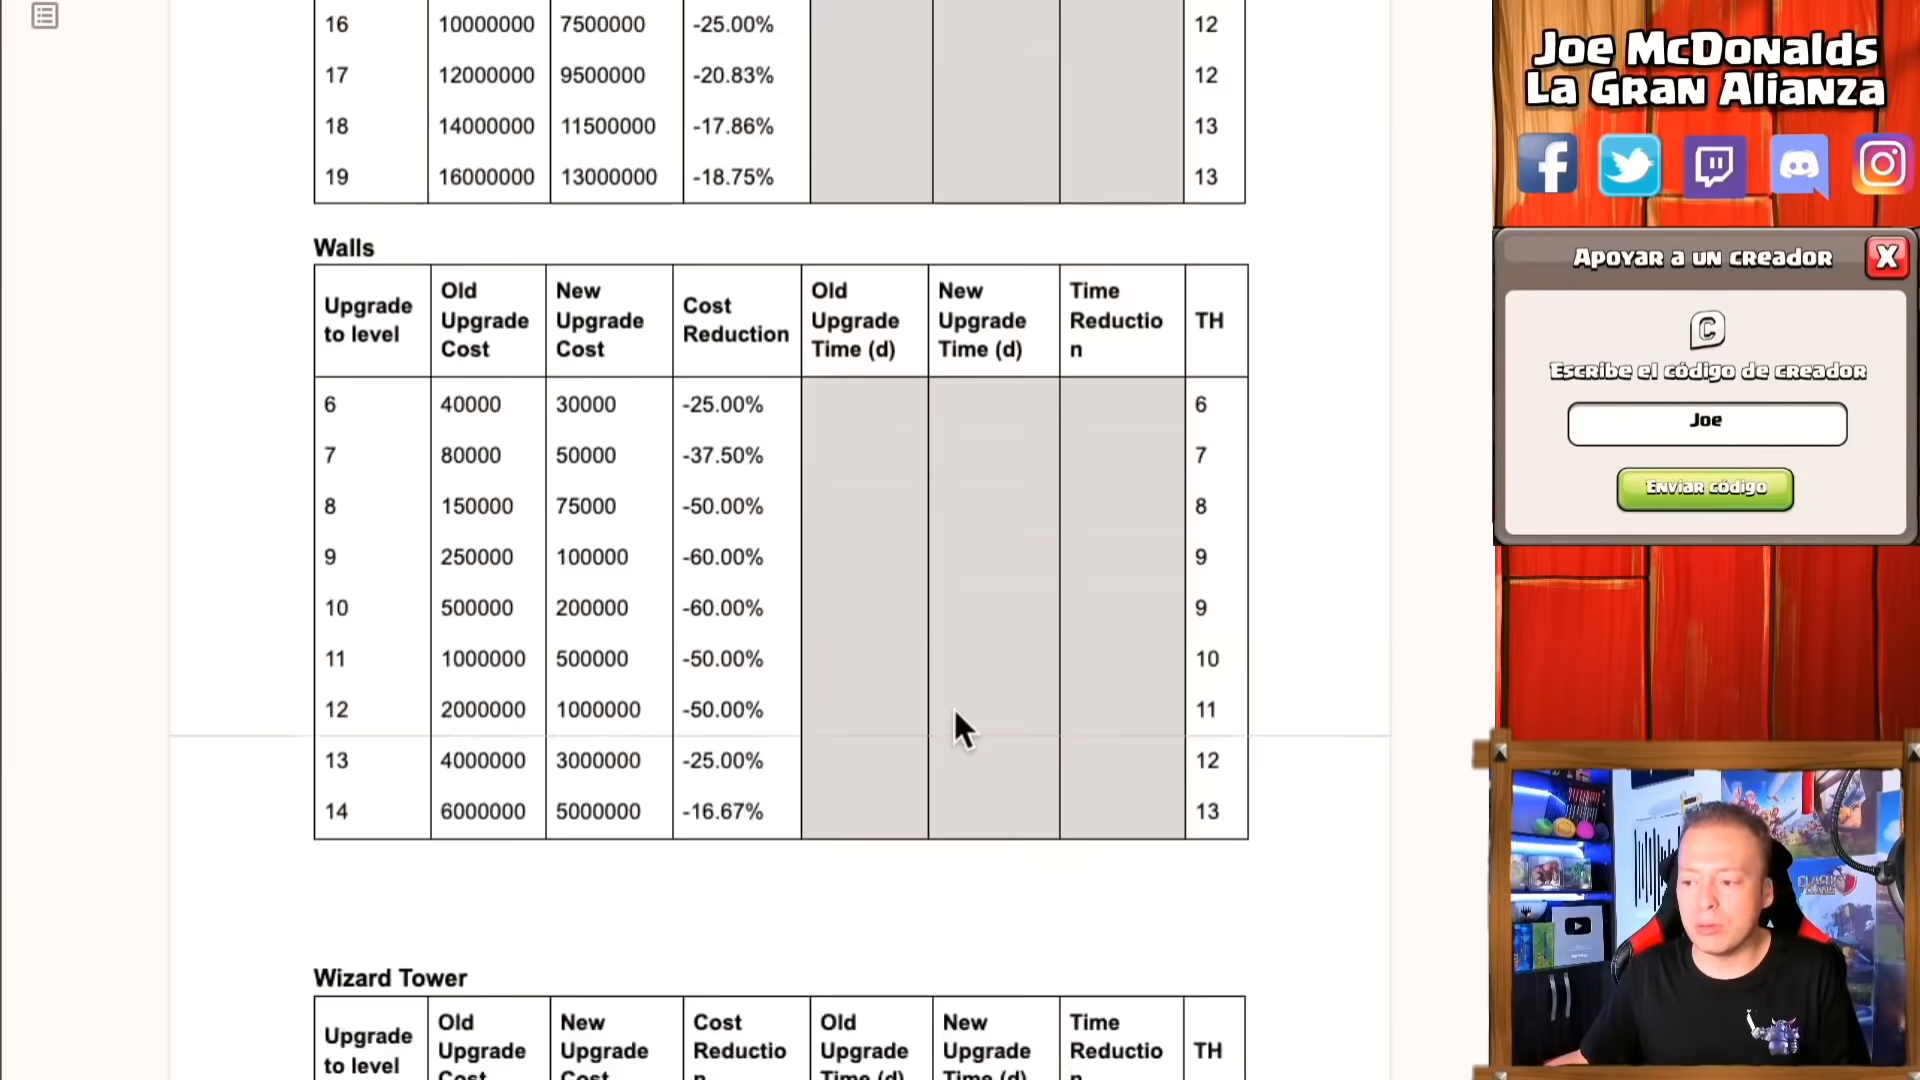 16 10000000 7500000 -25.00% 12
17 12000000 9500000 -20.83% 12
18 14000000 11500000 -17.86% 13
19 16000000 13000000 -18.75% 13
Walls
Upgrade to level Old Upgrade Cost New Upgrade Cost Cost Reduction Old Upgrade Time (d) New Upgrade Time (d) Time Reductio n TH
6 40000 30000 -25.00% 6
7 80000 50000 -37.50% 7
8 150000 75000 -50.00% 8
9 250000 100000 -60.00% 9
10 500000 200000 -60.00% 9
11 1000000 500000 -50.00% 10
12 2000000 1000000 -50.00% 11
13 4000000 3000000 -25.00% 12
14 6000000 5000000 -16.67% 13
Wizard Tower
Upgrade to level Old Upgrade Cost New Upgrade Cost Cost Reductio n Old Upgrade Time (d) New Upgrade Time (d) Time Reductio n TH
Joe McDonalds
La Gran Alianza
Apoyar a un creador
X
C
Escribe el código de creador
Joe
Enviar código